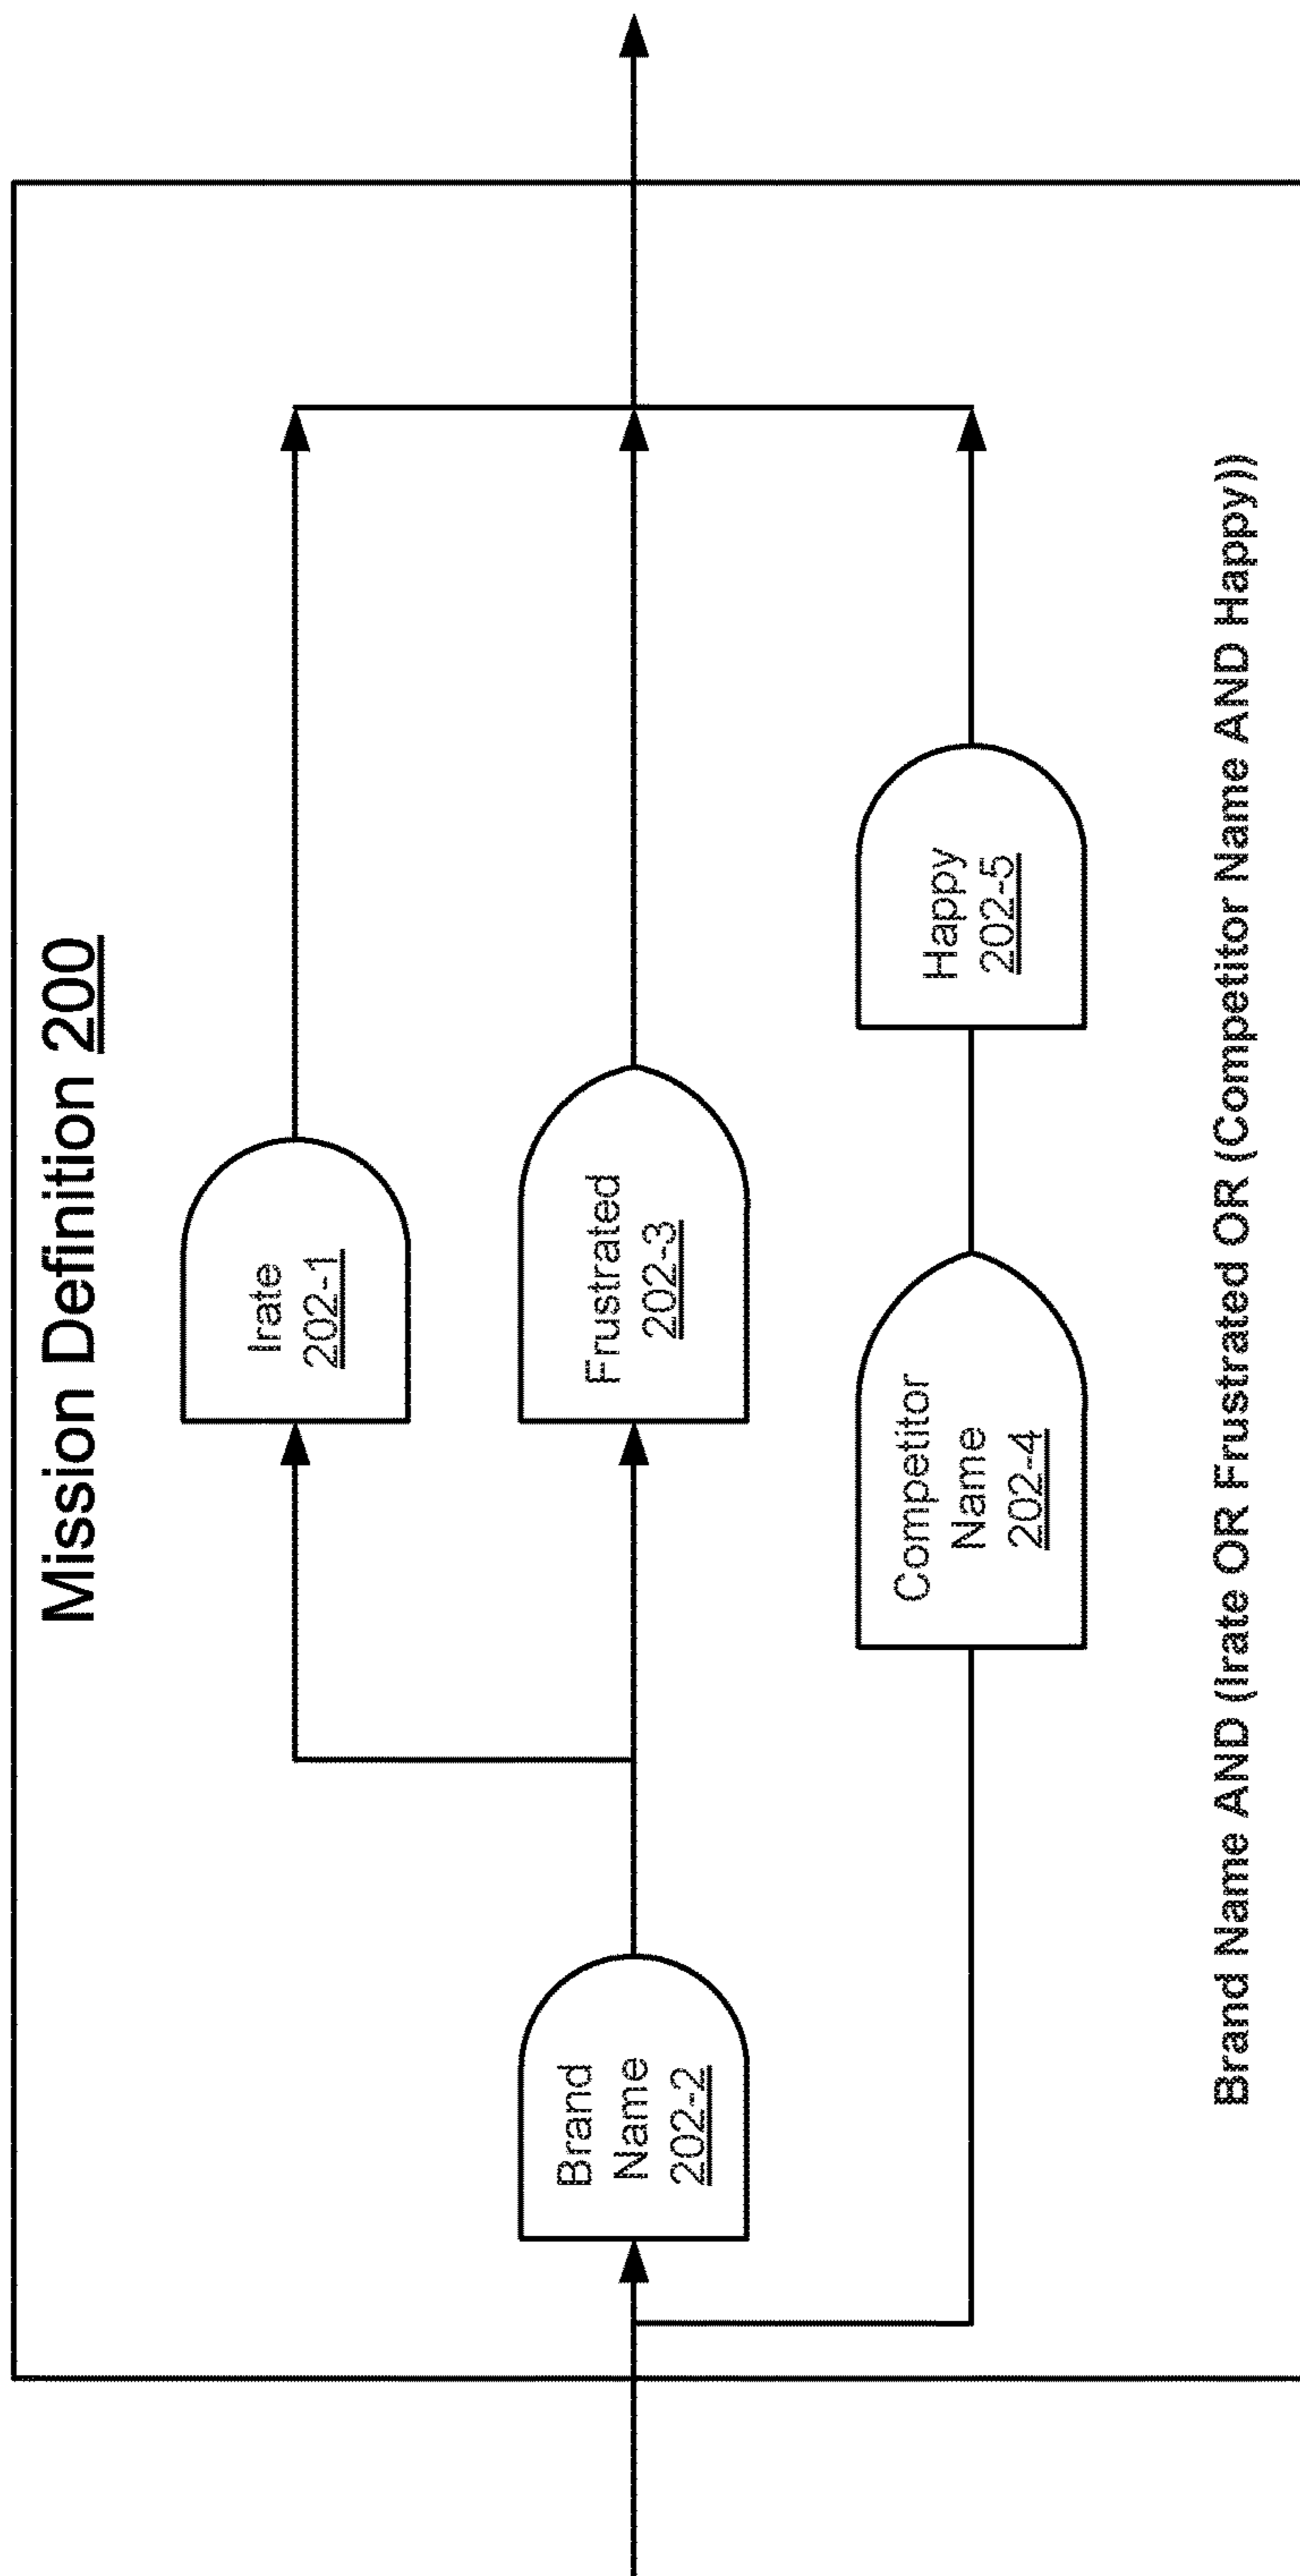 Mission Definition 200
Irate
202-1
Brand
Name
202-2
Frustrated
202-3
Competitor
Name
202-4
Happy
202-5
Brand Name AND (Irate OR Frustrated OR (Competitor Name AND Happy))